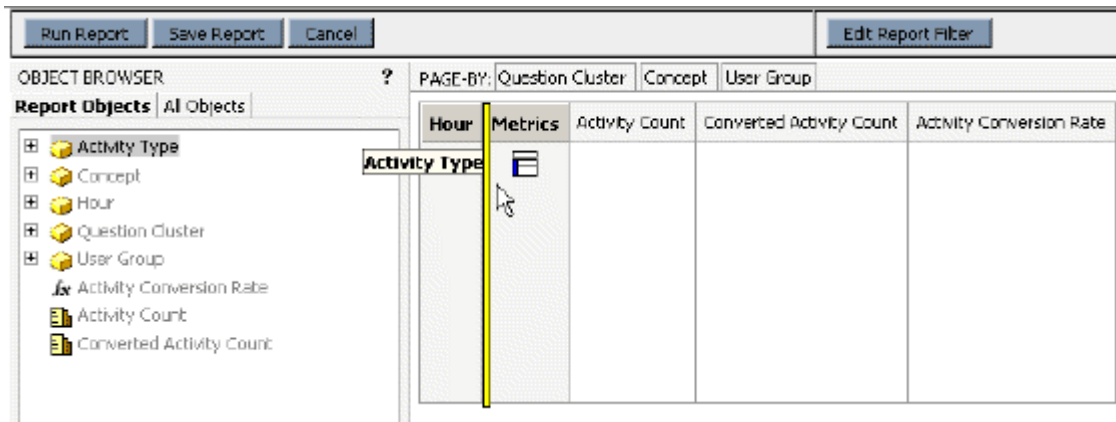 Run Report Save Report Cancel Edit Report Filter
OBJECT BROWSER ? PAGE-BY: Question Cluster Concept User Group
Report Objects All Objects
Hour Metrics Activity Count Converted Activity Count Activity Conversion Rate
Activity Type
Activity Type
Concept
Hour
Question Cluster
User Group
fx Activity Conversion Rate
Activity Count
Converted Activity Count